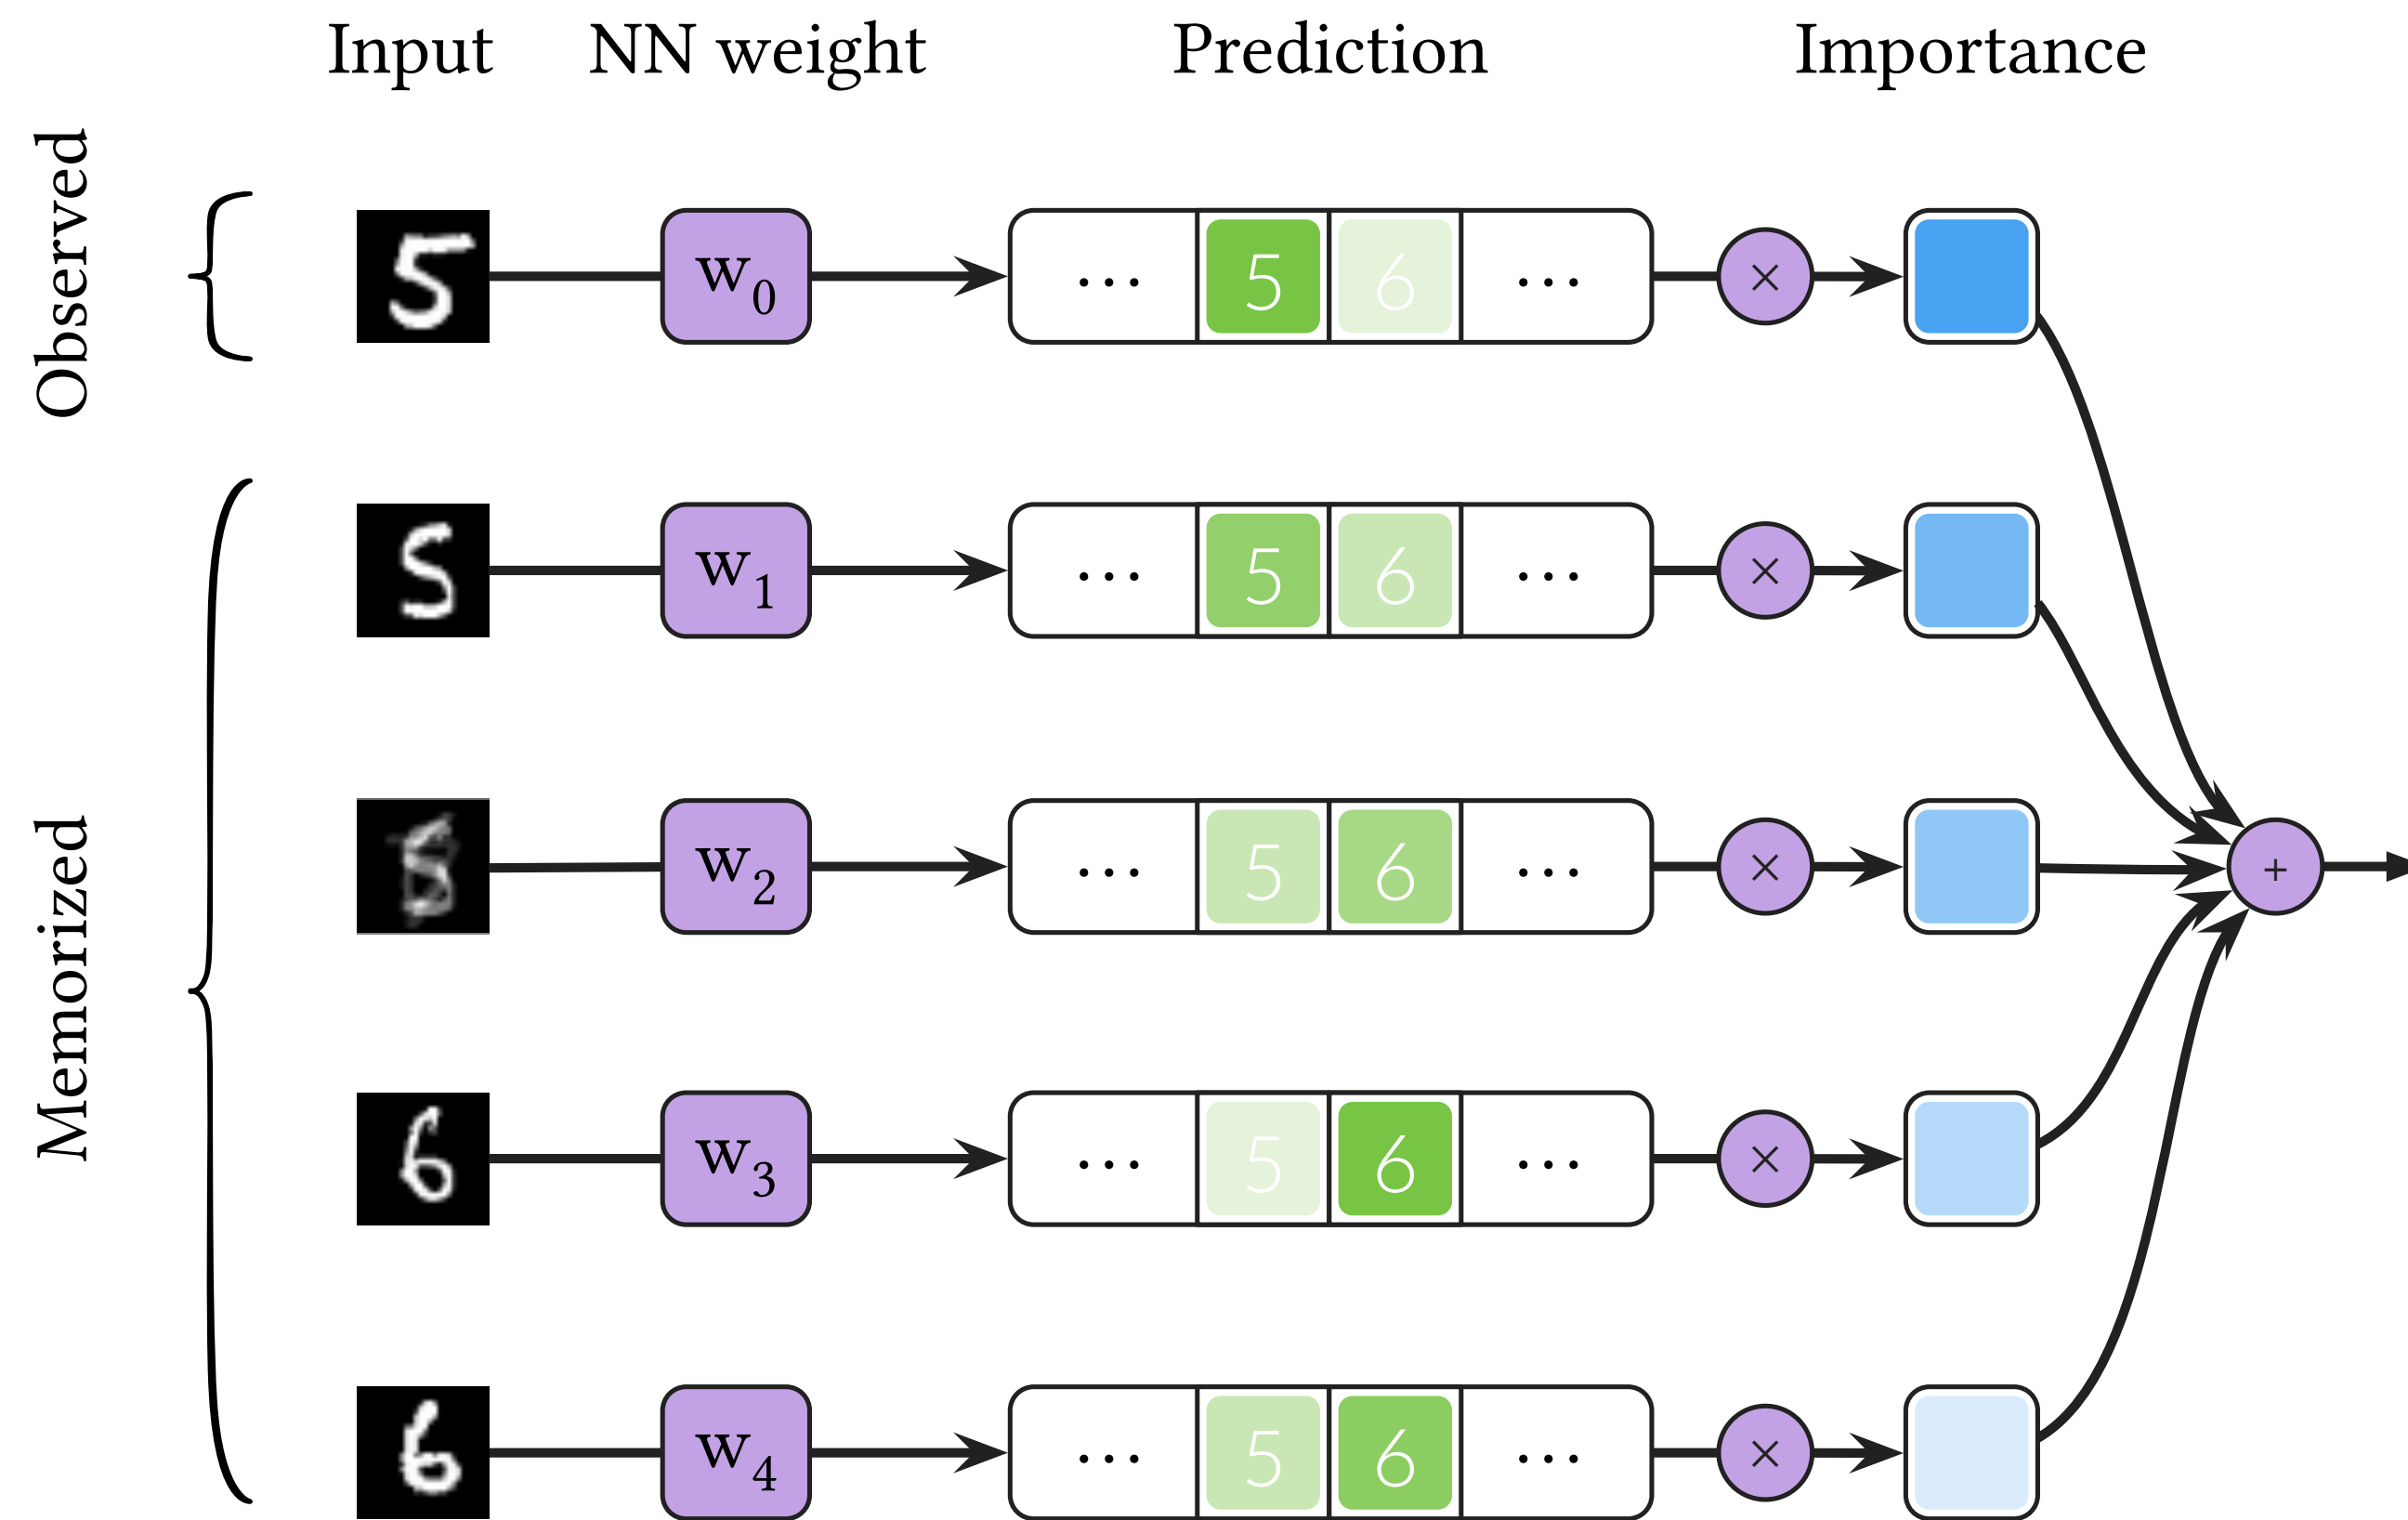 Input NN weight Prediction Importance
Observed
5 w0 ... 5 6 ... ×
Memorized
5 w1 ... 5 6 ... ×
w2 ... 5 6 ... × +
6 w3 ... 5 6 ... ×
6 w4 ... 5 6 ... ×